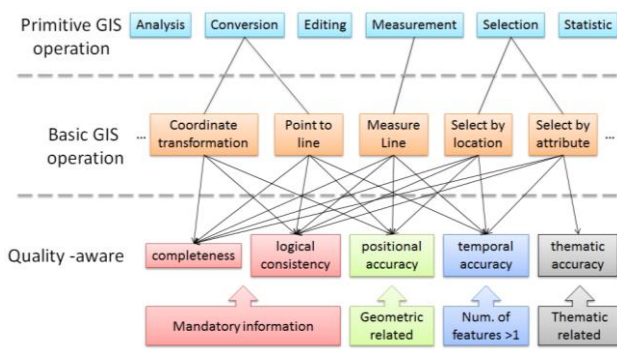 Primitive GIS
operation
Analysis
Conversion
Editing
Measurement
Selection
Statistic
Basic GIS
operation
...
Coordinate
transformation
Point to
line
Measure
Line
Select by
location
Select by
attribute
...
Quality -aware
completeness
logical
consistency
positional
accuracy
temporal
accuracy
thematic
accuracy
Mandatory information
Geometric
related
Num. of
features >1
Thematic
related